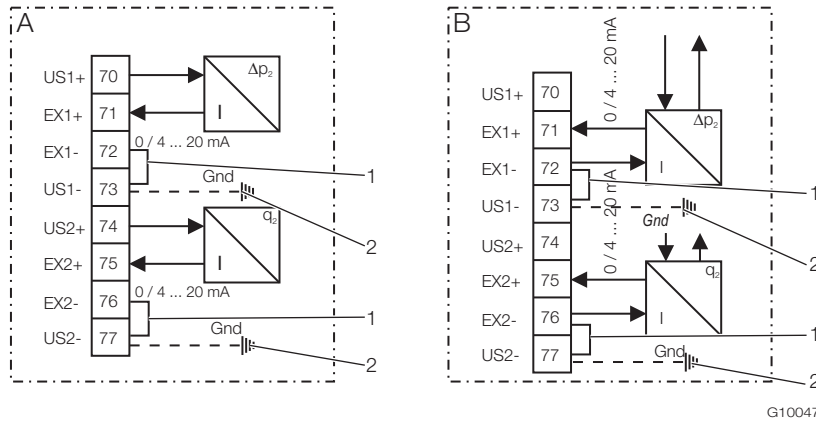 A
US1+ 70 Δp₂
EX1+ 71 I
0 / 4 ... 20 mA
EX1- 72
1
US1- 73 Gnd
US2+ 74 q₂
EX2+ 75 I
2
0 / 4 ... 20 mA
EX2- 76
1
US2- 77 Gnd
2
B
0 / 4 ... 20 mA
US1+ 70
EX1+ 71 Δp₂
EX1- 72 I
1
0 / 4 ... 20 mA
US1- 73 Gnd
US2+ 74
2
EX2+ 75 q₂
EX2- 76 I
1
US2- 77 Gnd
2
G10047